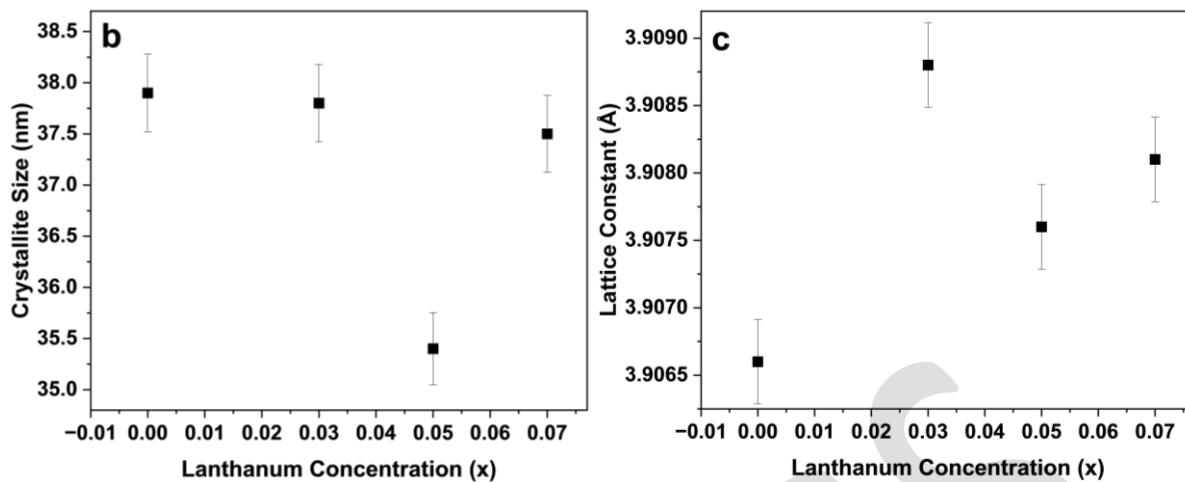 b
38.5
38.0
37.5
37.0
36.5
36.0
35.5
35.0
Crystallite Size (nm)
−0.01 0.00 0.01 0.02 0.03 0.04 0.05 0.06 0.07
Lanthanum Concentration (x)
c
3.9090
3.9085
3.9080
3.9075
3.9070
3.9065
Lattice Constant (Å)
−0.01 0.00 0.01 0.02 0.03 0.04 0.05 0.06 0.07
Lanthanum Concentration (x)